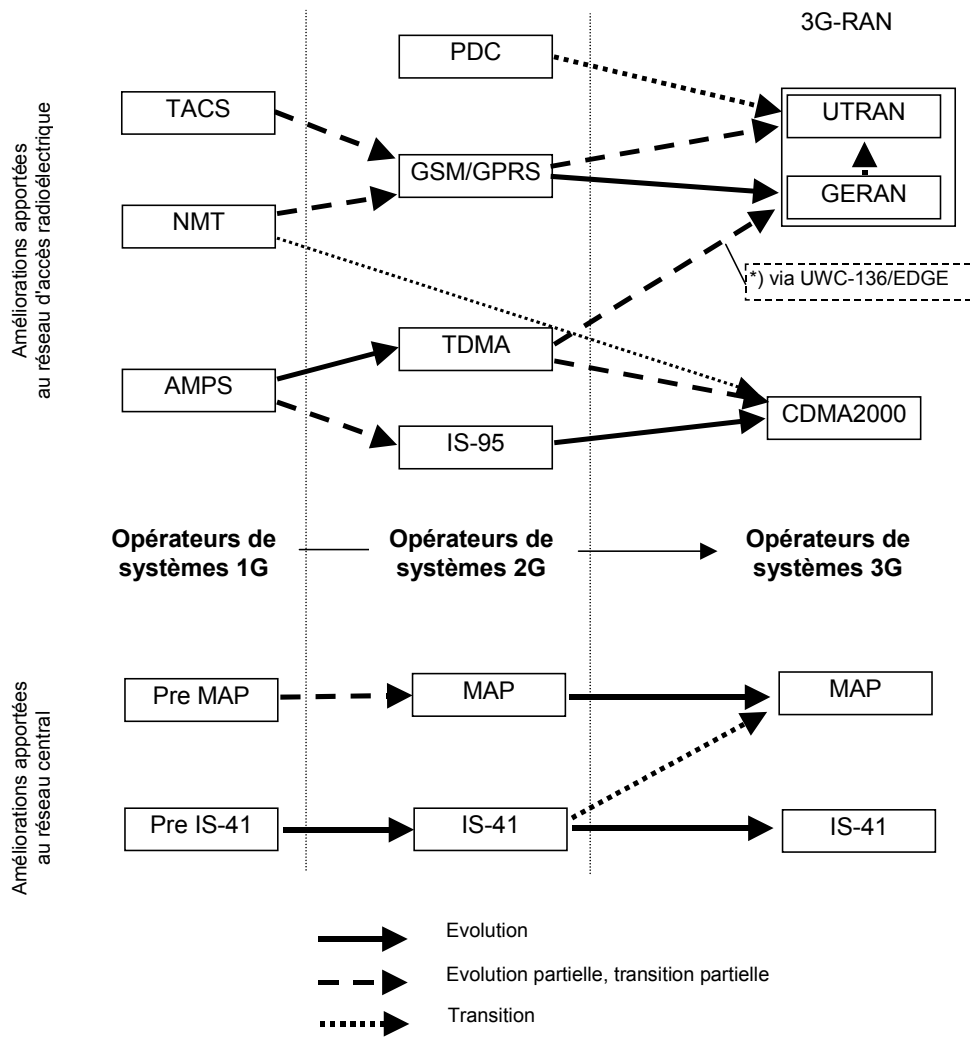 3G-RAN
Améliorations apportées
au réseau d'accès radioélectrique
PDC
TACS
UTRAN
GSM/GPRS
GERAN
NMT
*) via UWC-136/EDGE
TDMA
AMPS
CDMA2000
IS-95
Opérateurs de
systèmes 1G
Opérateurs de
systèmes 2G
Opérateurs de
systèmes 3G
Améliorations apportées
au réseau central
Pre MAP
MAP
MAP
Pre IS-41
IS-41
IS-41
Evolution
Evolution partielle, transition partielle
Transition